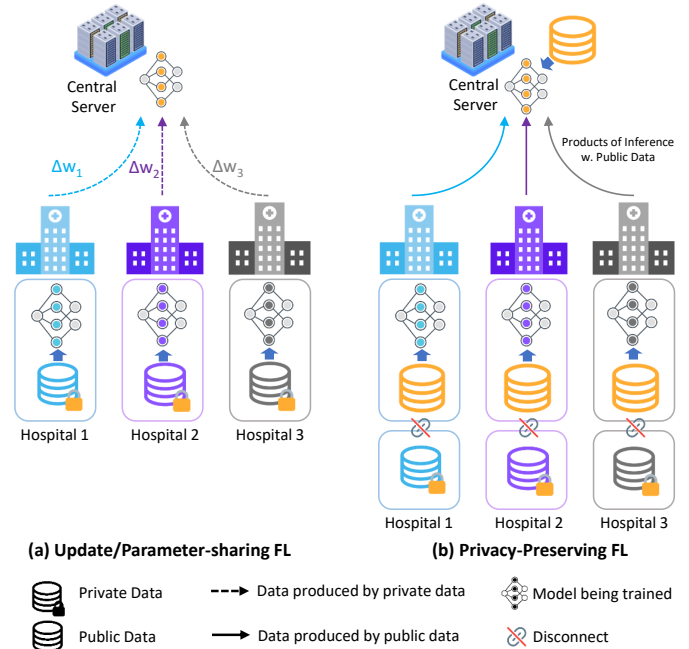 Central
Server
Δw1
Δw2
Δw3
Hospital 1
Hospital 2
Hospital 3
(a) Update/Parameter-sharing FL
Central
Server
Products of Inference
w. Public Data
Hospital 1
Hospital 2
Hospital 3
(b) Privacy-Preserving FL
Private Data
Data produced by private data
Model being trained
Public Data
Data produced by public data
Disconnect